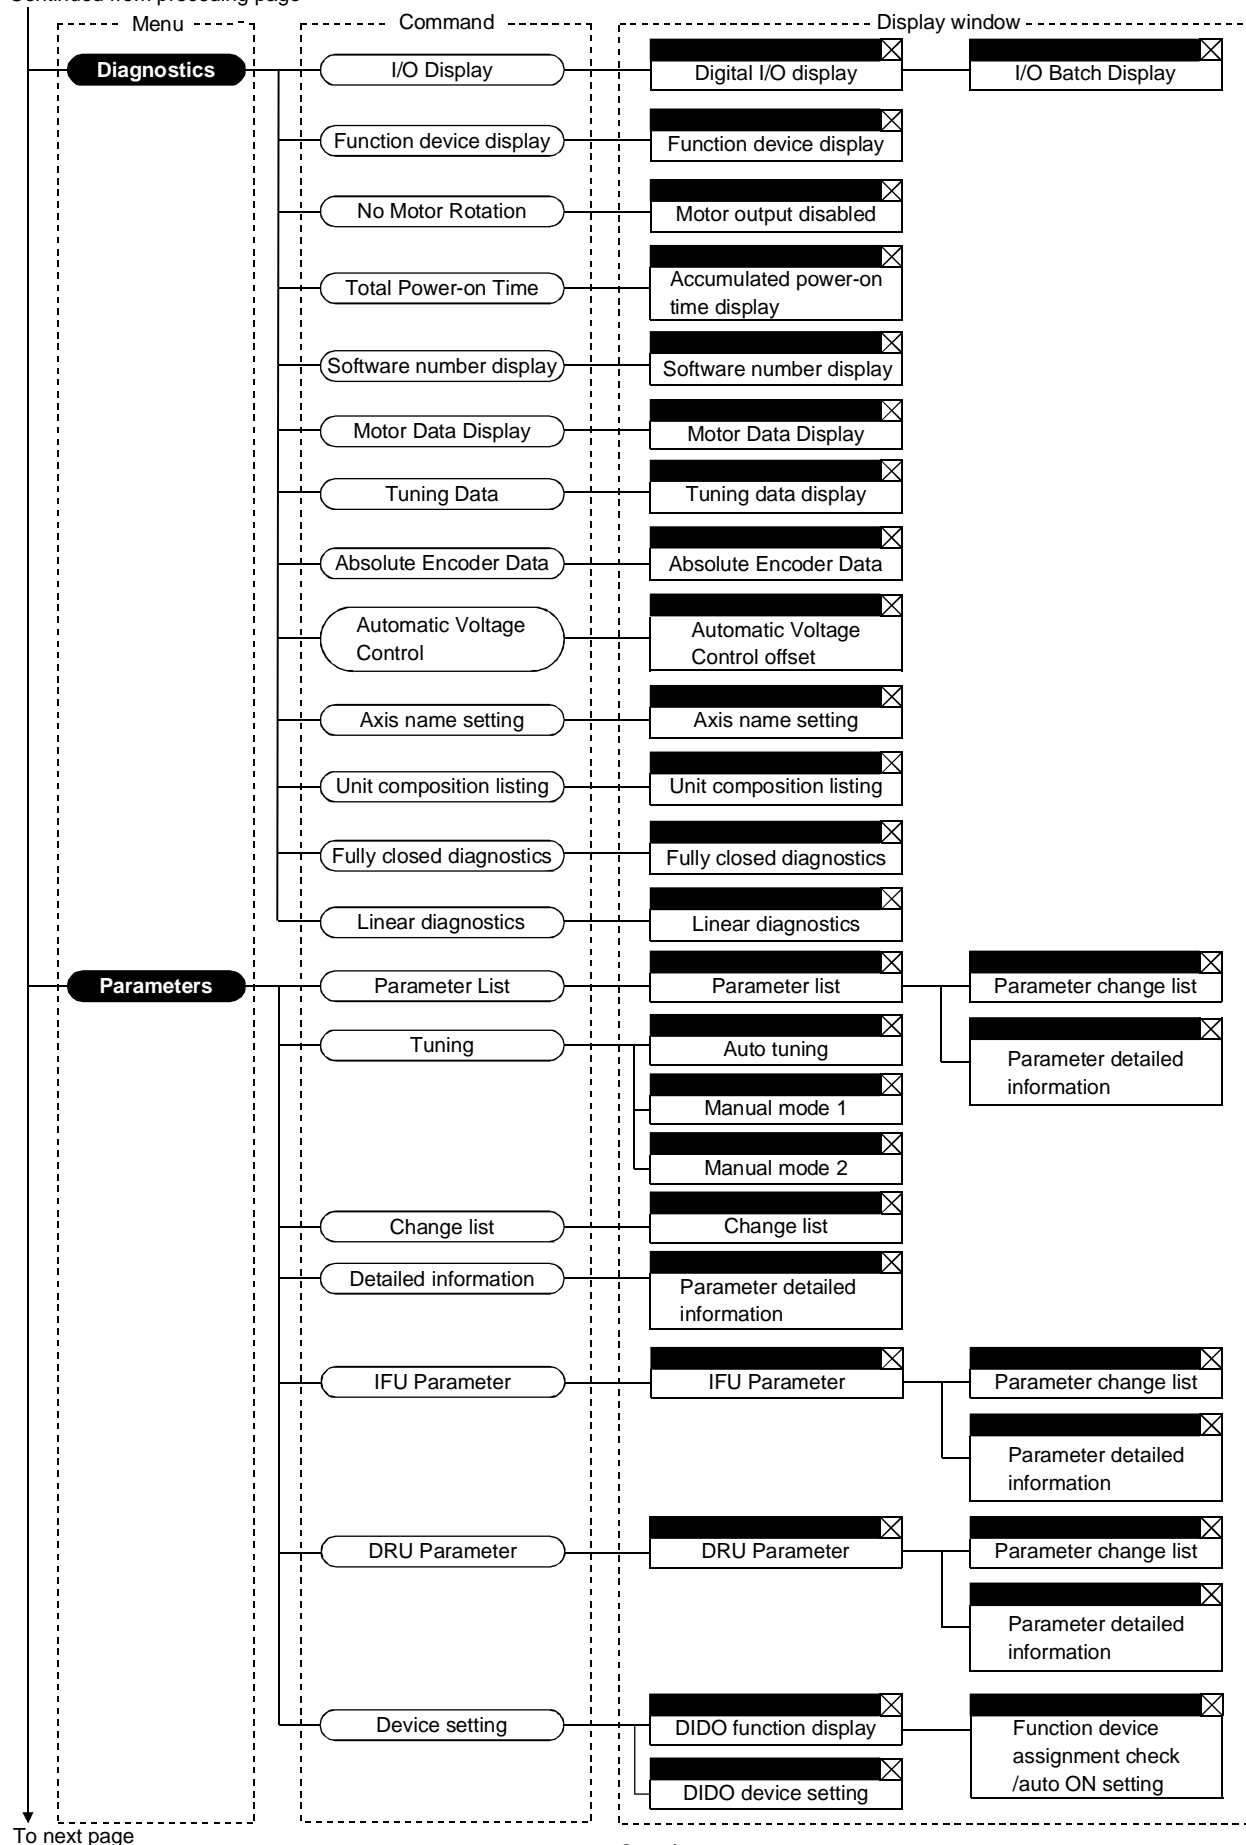 Continued from preceding page
Menu
Command
Display window
Diagnostics
I/O Display
Digital I/O display
I/O Batch Display
Function device display
Function device display
No Motor Rotation
Motor output disabled
Total Power-on Time
Accumulated power-on
time display
Software number display
Software number display
Motor Data Display
Motor Data Display
Tuning Data
Tuning data display
Absolute Encoder Data
Absolute Encoder Data
Automatic Voltage
Control
Automatic Voltage
Control offset
Axis name setting
Axis name setting
Unit composition listing
Unit composition listing
Fully closed diagnostics
Fully closed diagnostics
Linear diagnostics
Linear diagnostics
Parameters
Parameter List
Parameter list
Parameter change list
Parameter detailed
information
Tuning
Auto tuning
Manual mode 1
Manual mode 2
Change list
Change list
Detailed information
Parameter detailed
information
IFU Parameter
IFU Parameter
Parameter change list
Parameter detailed
information
DRU Parameter
DRU Parameter
Parameter change list
Parameter detailed
information
Device setting
DIDO function display
Function device
assignment check
/auto ON setting
DIDO device setting
To next page